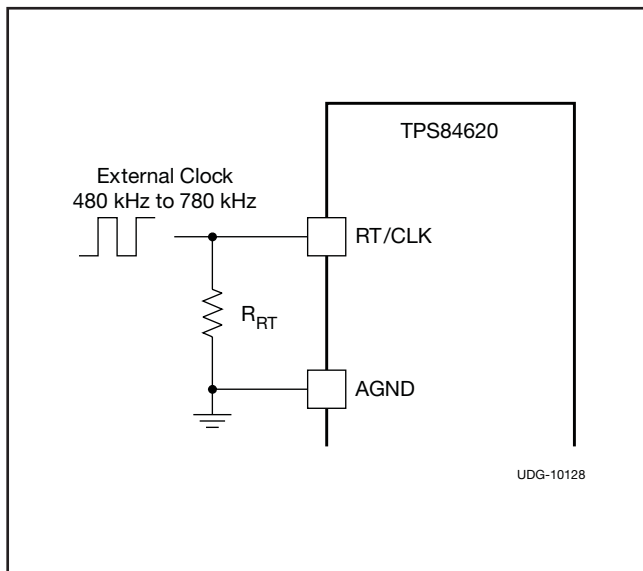 TPS84620
External Clock
480 kHz to 780 kHz
RT/CLK
RRT
AGND
UDG-10128